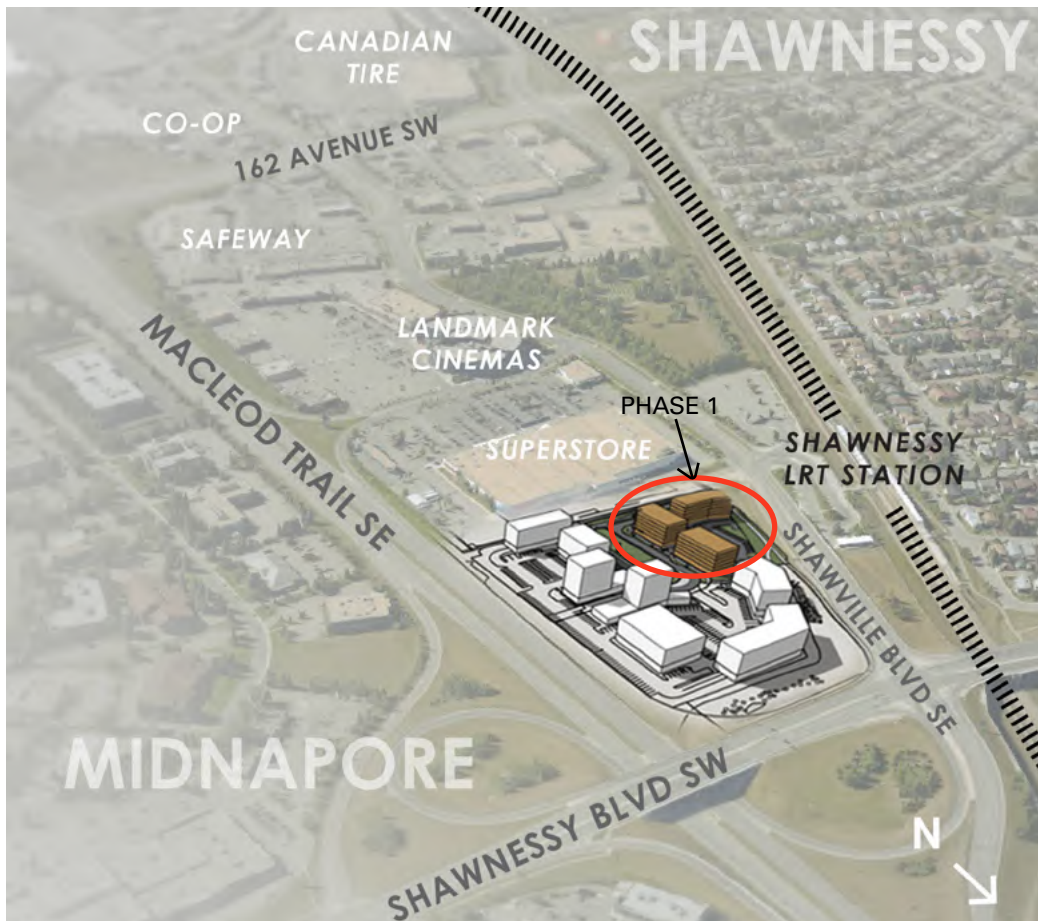 SHAWNESSY
CANADIAN
TIRE
CO-OP
162 AVENUE SW
SAFEWAY
MACLEOD TRAIL SE
LANDMARK
CINEMAS
PHASE 1
SUPERSTORE
SHAWNESSY
LRT STATION
SHAWVILLE BLVD SE
MIDNAPORE
SHAWNESSY BLVD SW
N